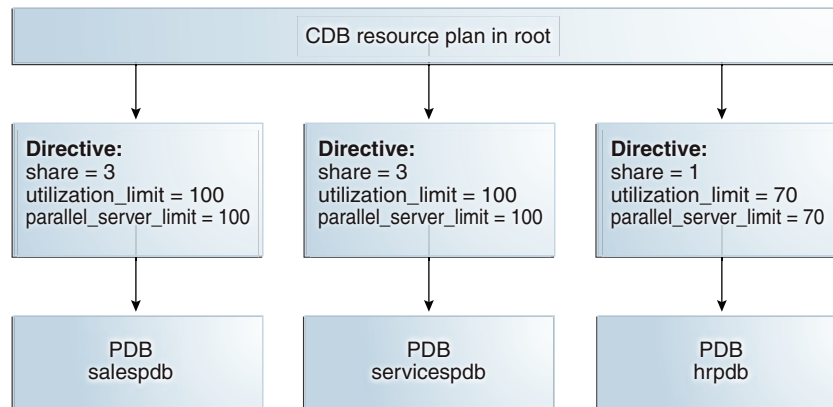 CDB resource plan in root
Directive:
share = 3
utilization_limit = 100
parallel_server_limit = 100
Directive:
share = 3
utilization_limit = 100
parallel_server_limit = 100
Directive:
share = 1
utilization_limit = 70
parallel_server_limit = 70
PDB
salespdb
PDB
servicespdb
PDB
hrpdb